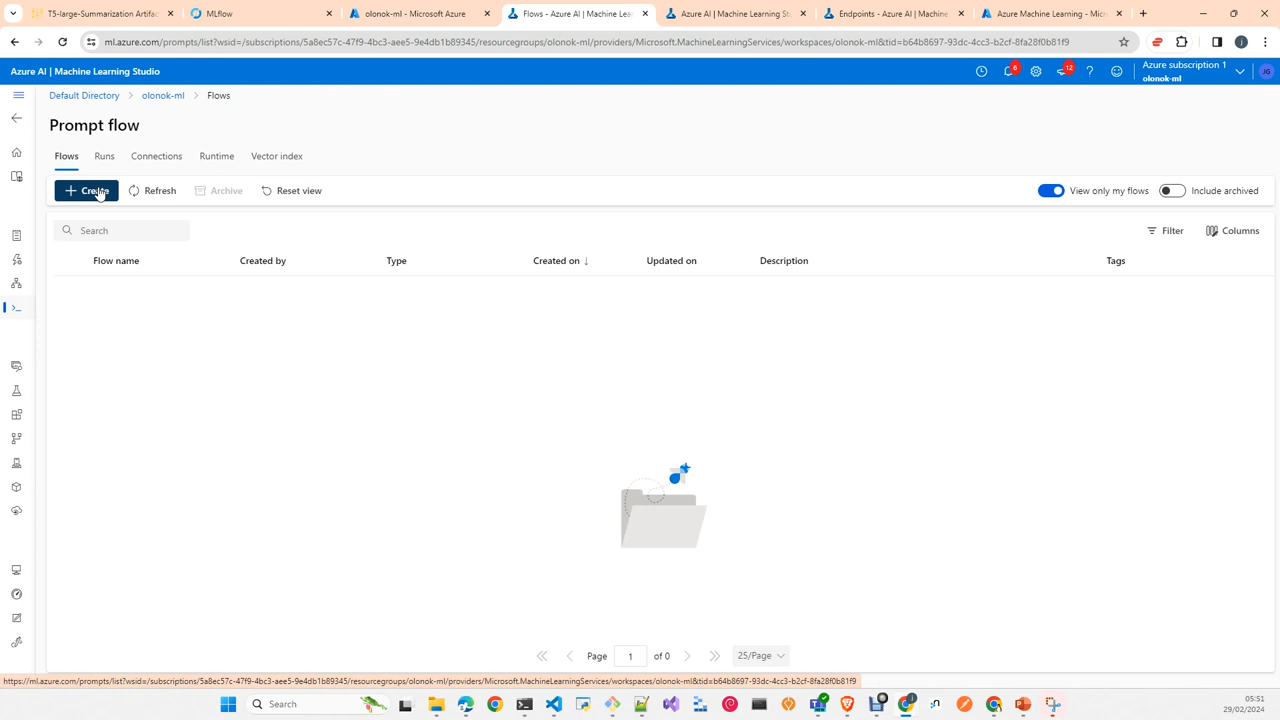 T5-large-Summarization Artifac
MLflow
olonok-ml - Microsoft Azure
Flows - Azure AI | Machine Lea
Azure AI | Machine Learning St
Endpoints - Azure AI | Machine
Azure Machine Learning - Micr
ml.azure.com/prompts/list?wsid=/subscriptions/5a8ec57c-47f9-4bc3-aee5-9e4db1b89345/resourcegroups/olonok-ml/providers/Microsoft.MachineLearningServices/workspaces/olonok-ml&tid=b64b8697-93dc-4cc3-b2cf-8fa28f0b81f9
j
Azure AI | Machine Learning Studio
6
12
Azure subscription 1
olonok-ml
JG
Default Directory > olonok-ml > Flows
Prompt flow
Flows Runs Connections Runtime Vector index
Create Refresh Archive Reset view View only my flows Include archived
Search Filter Columns
Flow name Created by Type Created on ↓ Updated on Description Tags
Page 1 of 0 25/Page
https://ml.azure.com/prompts/list?wsid=/subscriptions/5a8ec57c-47f9-4bc3-aee5-9e4db1b89345/resourcegroups/olonok-ml/providers/Microsoft.MachineLearningServices/workspaces/olonok-ml&tid=b64b8697-93dc-4cc3-b2cf-8fa28f0b81f9
Search
05:51
29/02/2024